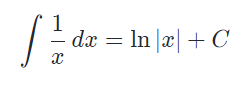 ∫ 1/x dx = ln |x| + C